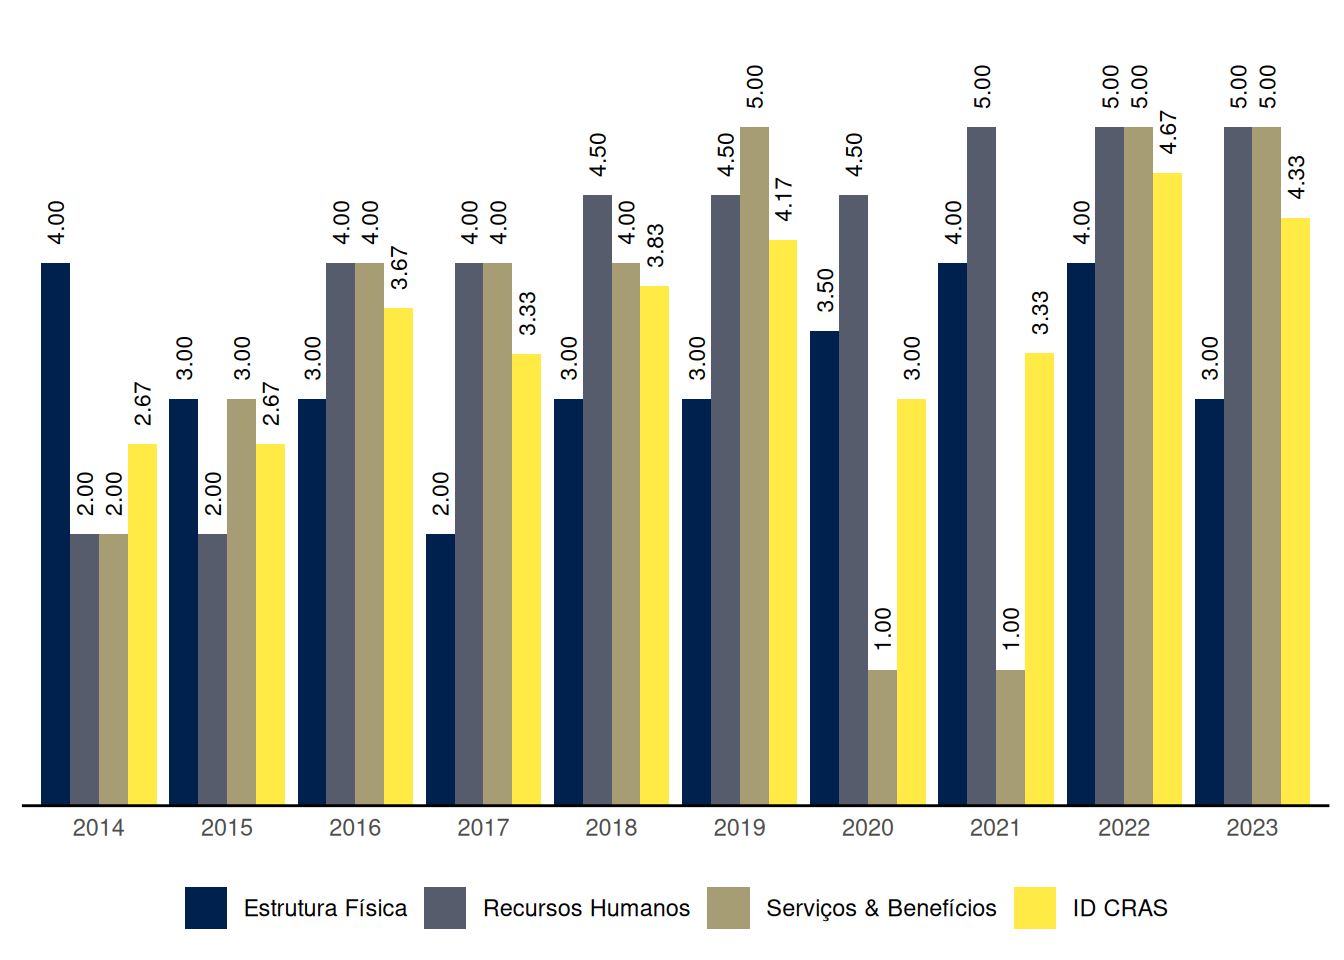 4.00 2.00 2.00 2.67
3.00 2.00 3.00 2.67
3.00 4.00 4.00 3.67
2.00 4.00 4.00 3.33
3.00 4.50 4.00 3.83
3.00 4.50 5.00 4.17
3.50 4.50 1.00 3.00
4.00 5.00 1.00 3.33
4.00 5.00 5.00 4.67
3.00 5.00 5.00 4.33
2014 2015 2016 2017 2018 2019 2020 2021 2022 2023
Estrutura Física Recursos Humanos Serviços & Benefícios ID CRAS